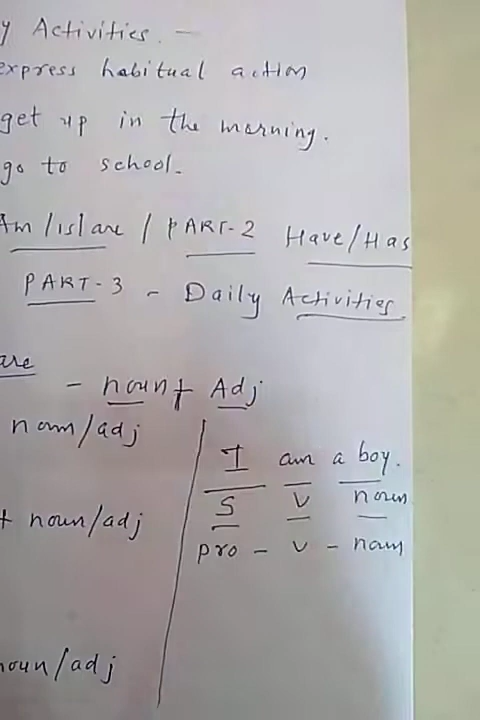 y Activities. -
express habitual action
get up in the morning.
go to school.
Am/is/are / PART-2 Have/Has
PART-3 - Daily Activities
are
- noun + Adj
noun/adj
I am a boy.
S V noun
+ noun/adj
pro - V - noun
noun/adj